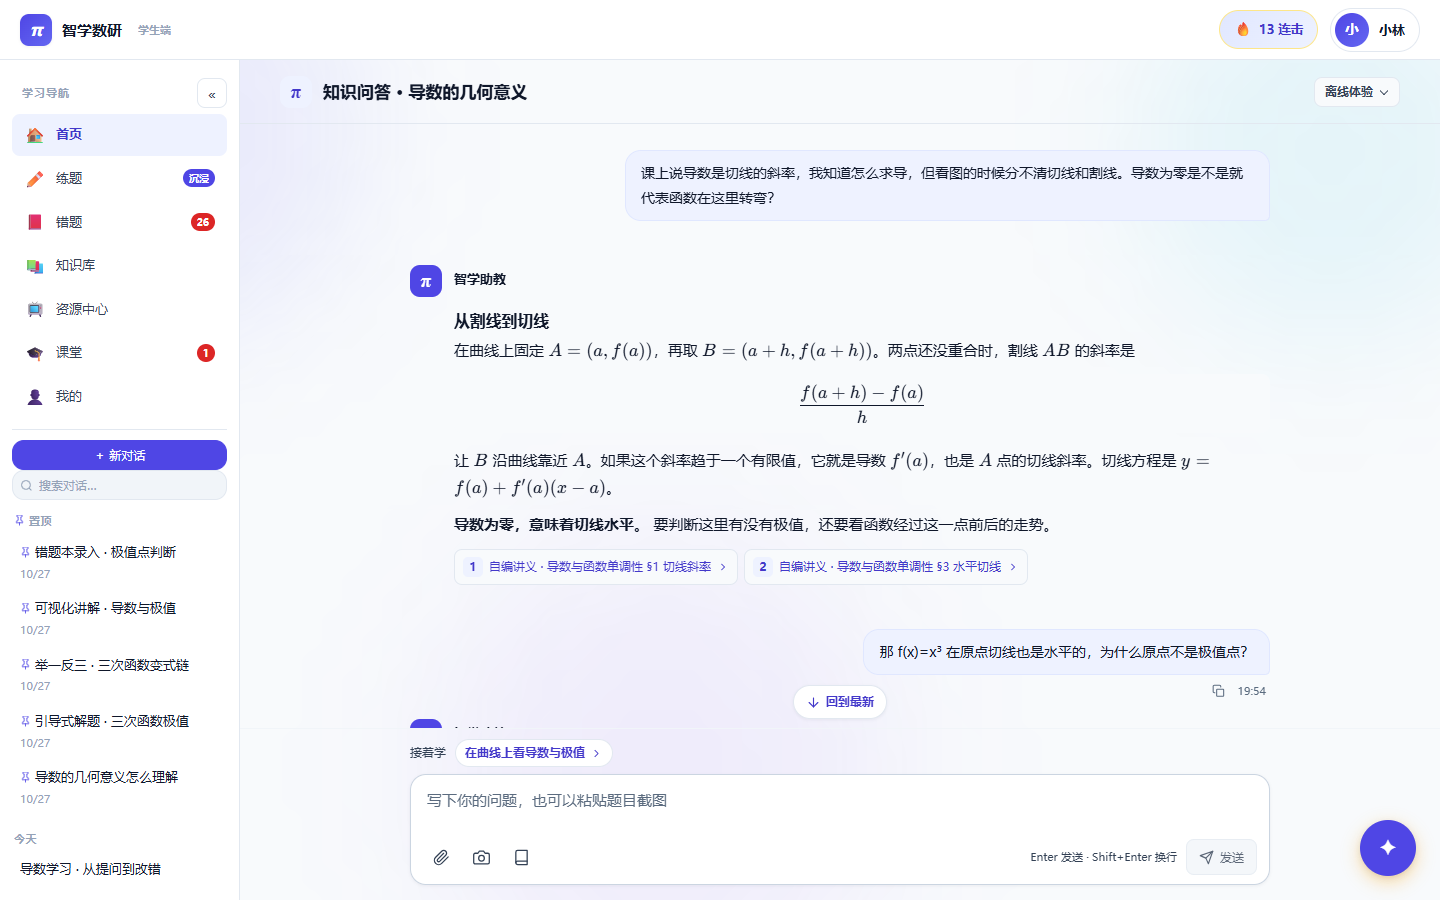 π 智学数研 学生端
13 连击
小 小林
学习导航 «
首页
练题 沉浸
错题 26
知识库
资源中心
课堂 1
我的
+ 新对话
搜索对话...
置顶
错题本录入 · 极值点判断
10/27
可视化讲解 · 导数与极值
10/27
举一反三 · 三次函数变式链
10/27
引导式解题 · 三次函数极值
10/27
导数的几何意义怎么理解
10/27
今天
导数学习 · 从提问到改错
π 知识问答 • 导数的几何意义
离线体验
课上说导数是切线的斜率，我知道怎么求导，但看图的时候分不清切线和割线。导数为零是不是就
代表函数在这里转弯？
π 智学助教
从割线到切线
在曲线上固定 A = (a, f(a))，再取 B = (a + h, f(a + h))。两点还没重合时，割线 AB 的斜率是
f(a + h) − f(a)
h
让 B 沿曲线靠近 A。如果这个斜率趋于一个有限值，它就是导数 f′(a)，也是 A 点的切线斜率。切线方程是 y =
f(a) + f′(a)(x − a)。
导数为零，意味着切线水平。 要判断这里有没有极值，还要看函数经过这一点前后的走势。
1 自编讲义 · 导数与函数单调性 §1 切线斜率 ›
2 自编讲义 · 导数与函数单调性 §3 水平切线 ›
那 f(x)=x³ 在原点切线也是水平的，为什么原点不是极值点？
19:54
↓ 回到最新
接着学 在曲线上看导数与极值 ›
写下你的问题，也可以粘贴题目截图
Enter 发送 · Shift+Enter 换行
发送